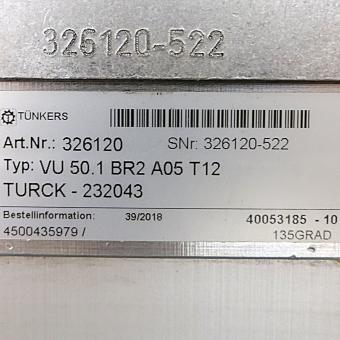 326120-522
TÜNKERS
Art.Nr.: 326120 SNr: 326120-522
Typ: VU 50.1 BR2 A05 T12
TURCK - 232043
Bestellinformation: 39/2018 40053185 - 10
4500435979 / 135GRAD